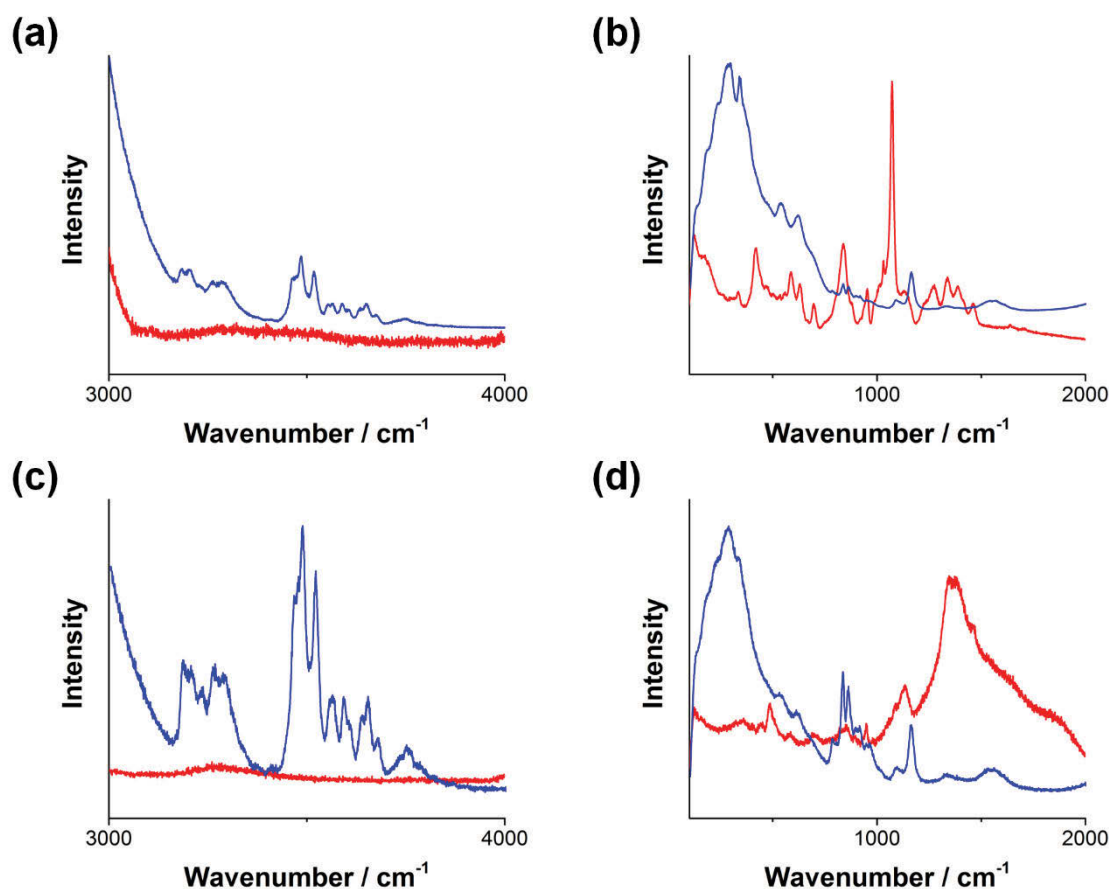 (a)
Intensity
3000
4000
Wavenumber / cm⁻¹
(b)
Intensity
1000
2000
Wavenumber / cm⁻¹
(c)
Intensity
3000
4000
Wavenumber / cm⁻¹
(d)
Intensity
1000
2000
Wavenumber / cm⁻¹